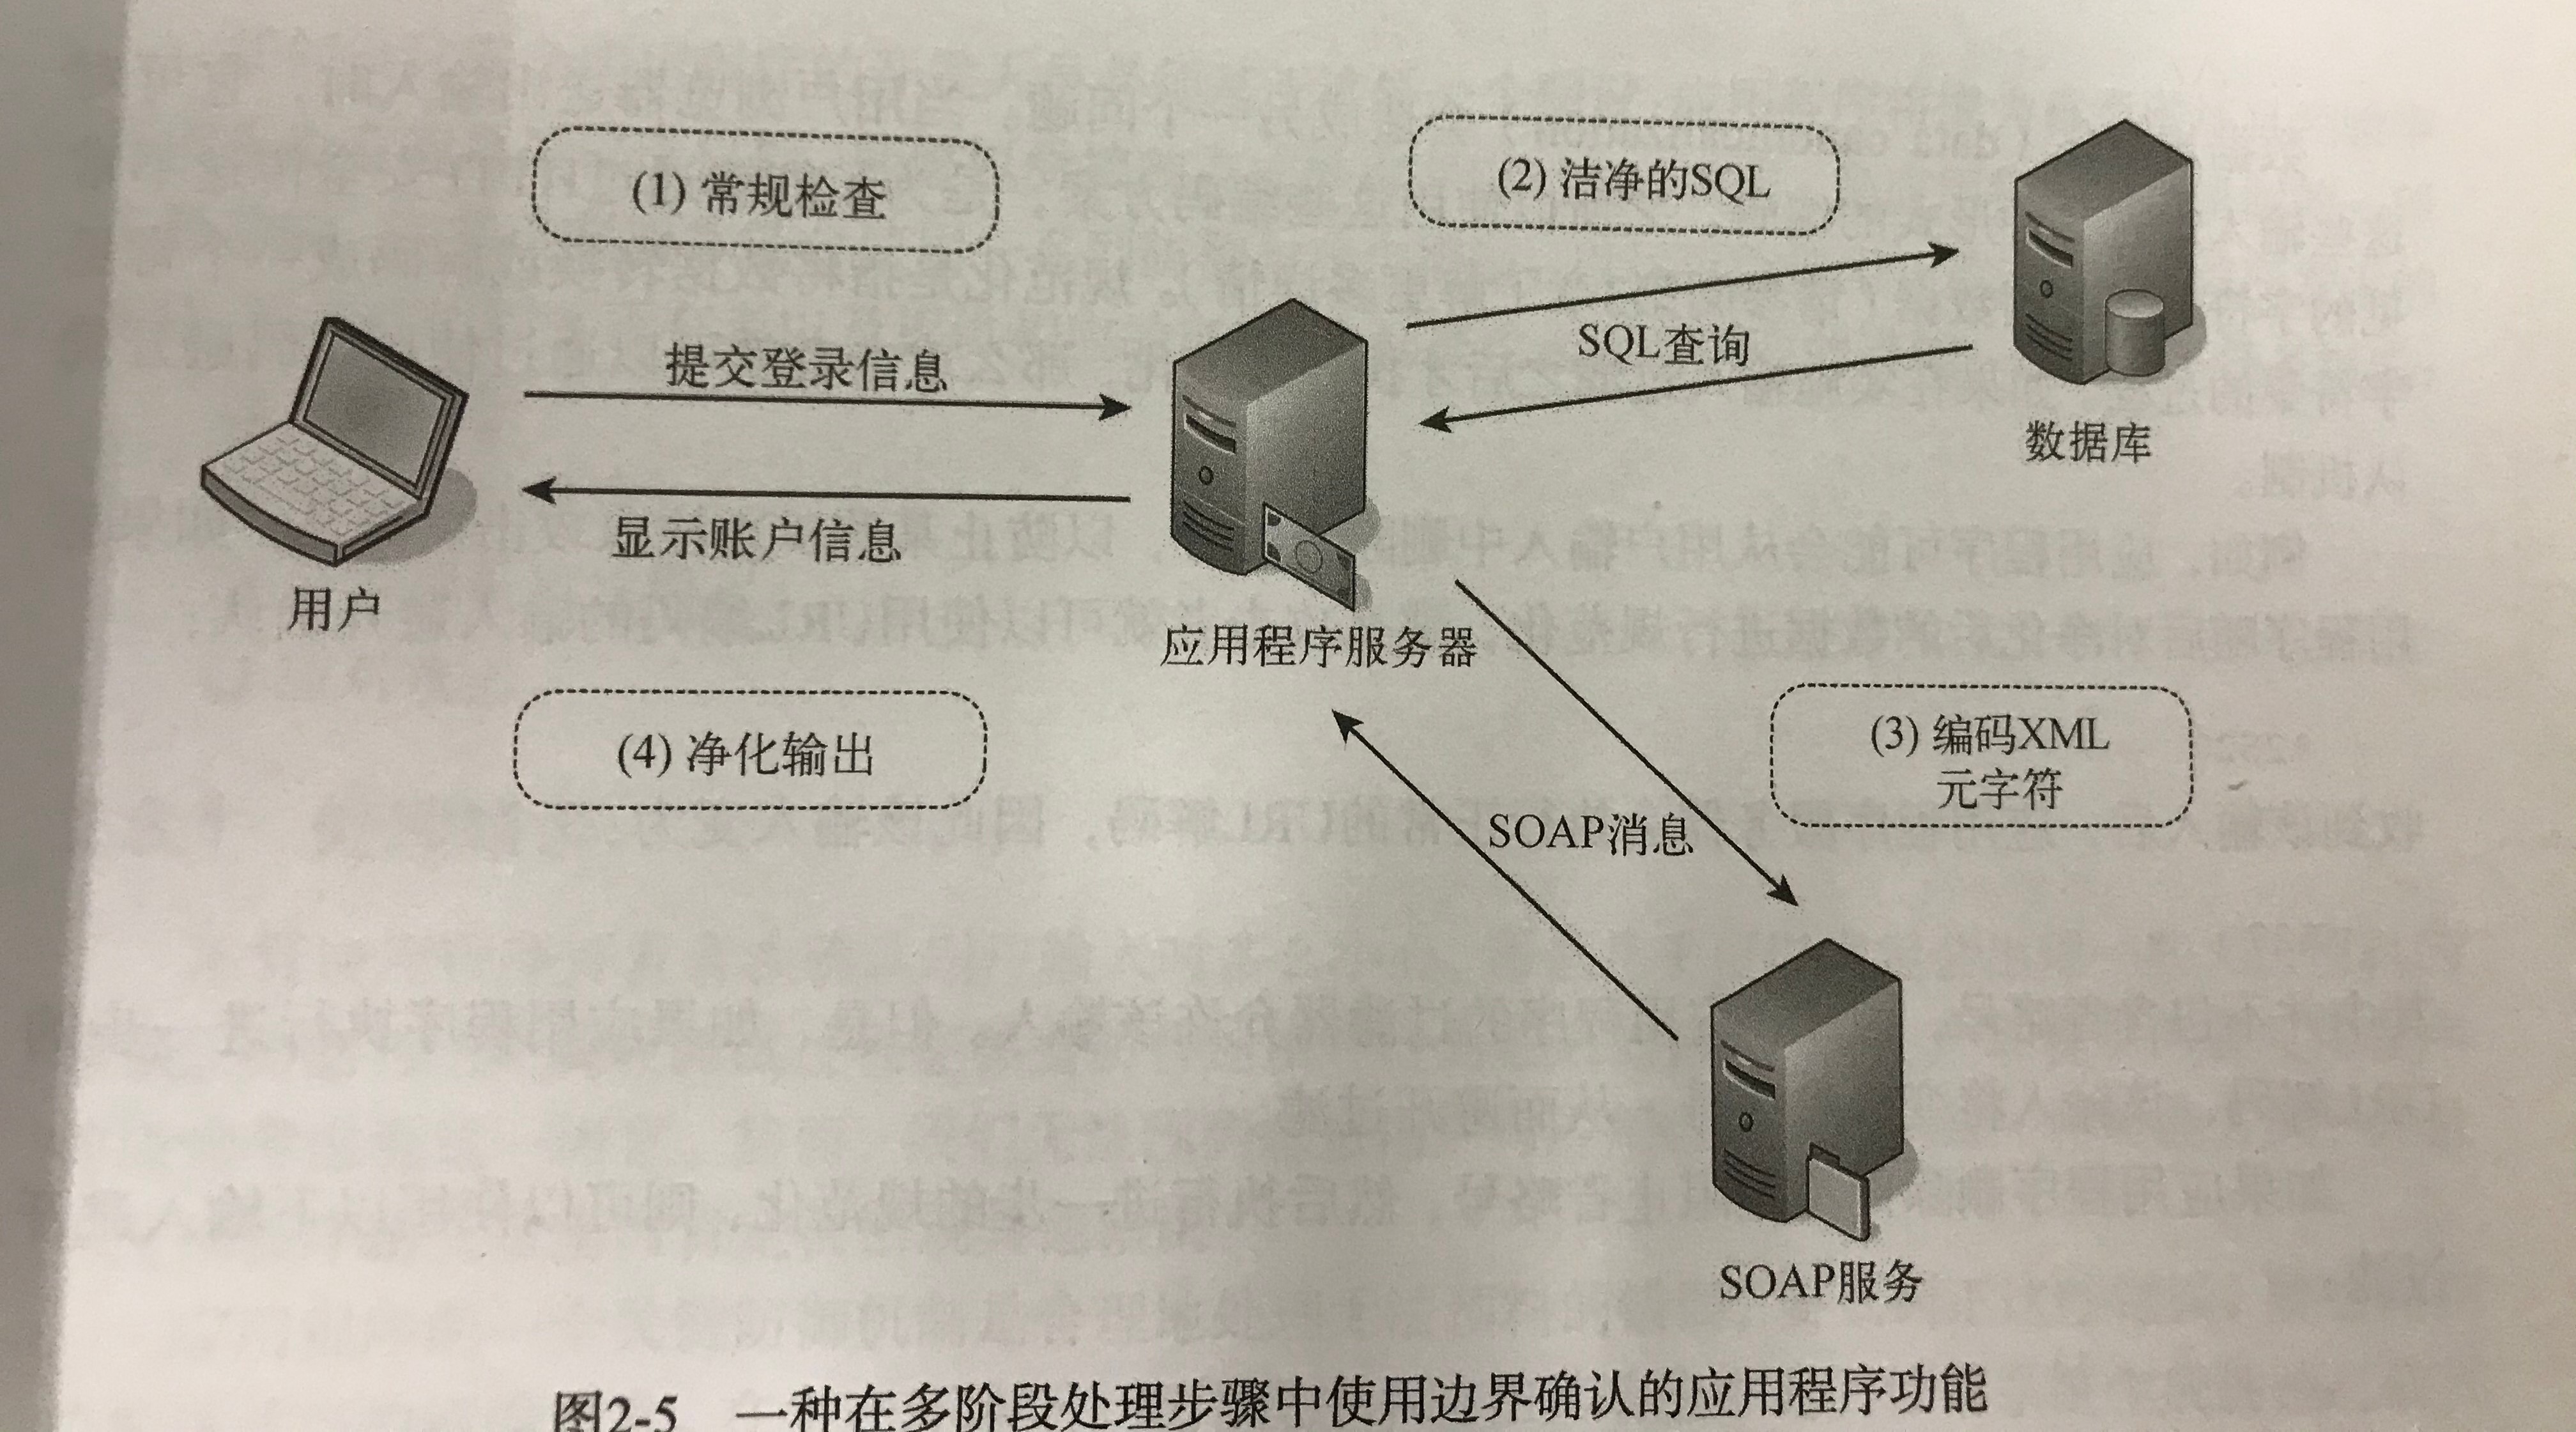 (1) 常规检查
(2) 洁净的SQL
提交登录信息
SQL查询
数据库
显示账户信息
用户
应用程序服务器
(4) 净化输出
(3) 编码XML
元字符
SOAP消息
SOAP服务
图2-5 一种在多阶段处理步骤中使用边界确认的应用程序功能